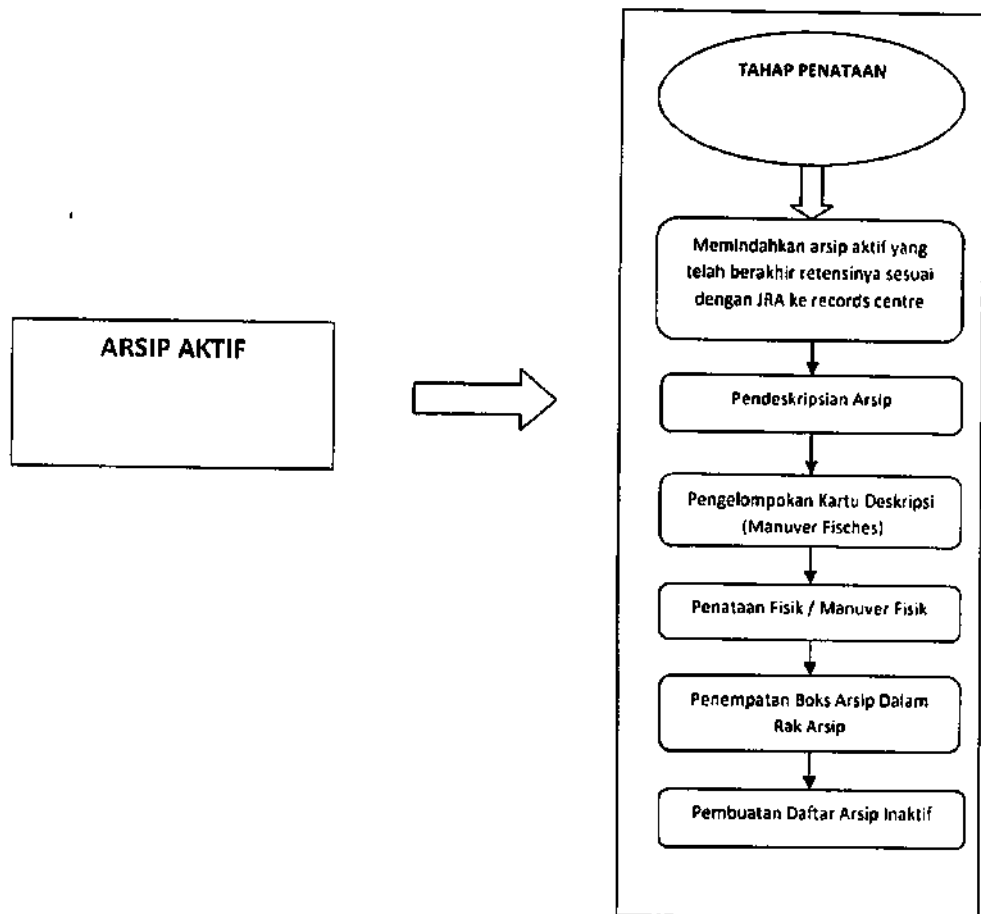 TAHAP PENATAAN
Memindahkan arsip aktif yang
telah berakhir retensinya sesuai
dengan JRA ke records centre
ARSIP AKTIF
Pendeskripsian Arsip
Pengelompokan Kartu Deskripsi
(Manuver Fisches)
Penataan Fisik / Manuver Fisik
Penempatan Boks Arsip Dalam
Rak Arsip
Pembuatan Daftar Arsip Inaktif